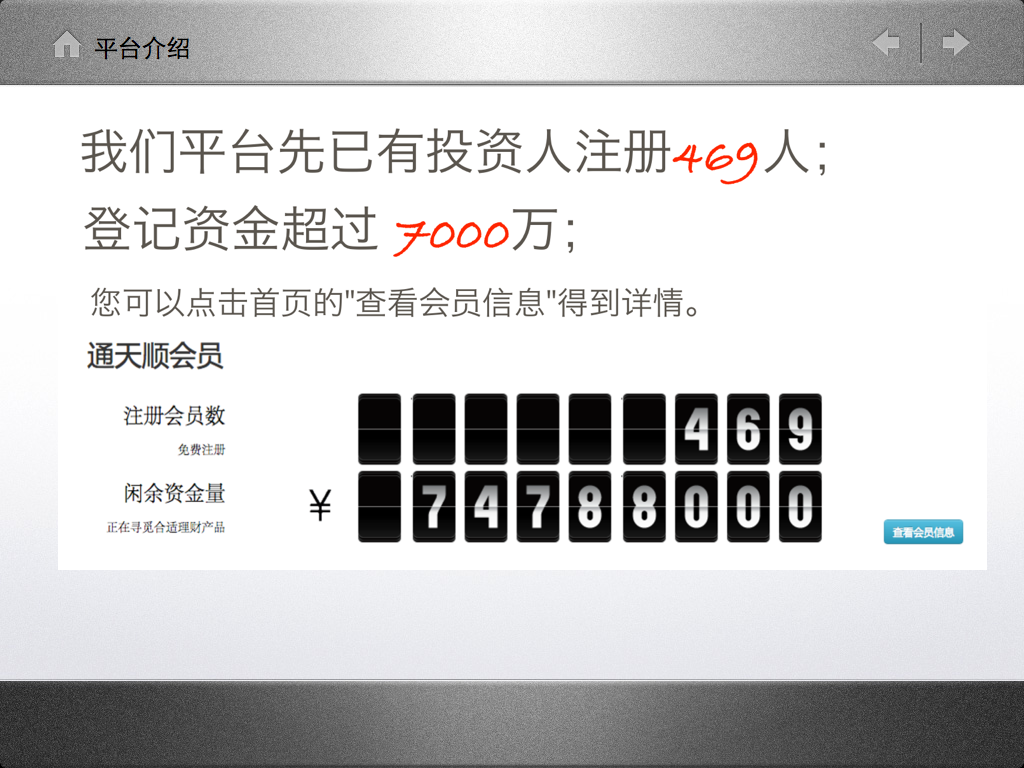 平台介绍
我们平台先已有投资人注册469人；
登记资金超过 7000万；
您可以点击首页的"查看会员信息"得到详情。
通天顺会员
注册会员数 469
免费注册
闲余资金量 ¥ 74788000
正在寻觅合适理财产品
查看会员信息